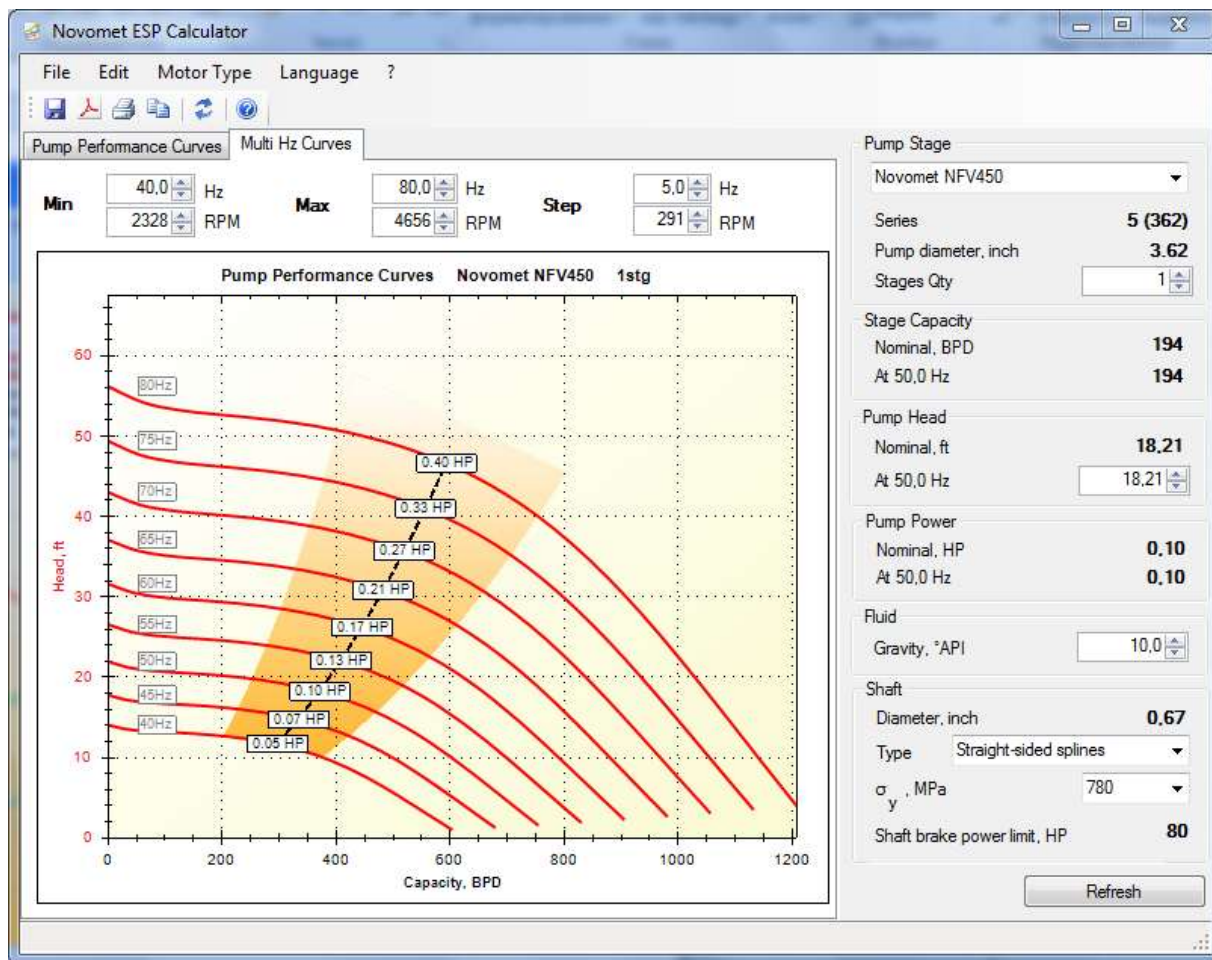 Novomet ESP Calculator
File Edit Motor Type Language ?
Pump Performance Curves Multi Hz Curves
Min 40,0 Hz Max 80,0 Hz Step 5,0 Hz
2328 RPM 4656 RPM 291 RPM
Pump Performance Curves Novomet NFV450 1stg
60
50
40
30
20
10
0
Head, ft
80Hz
75Hz
70Hz
65Hz
60Hz
55Hz
50Hz
45Hz
40Hz
0.40 HP
0.33 HP
0.27 HP
0.21 HP
0.17 HP
0.13 HP
0.10 HP
0.07 HP
0.05 HP
0 200 400 600 800 1000 1200
Capacity, BPD
Pump Stage
Novomet NFV450
Series 5 (362)
Pump diameter, inch 3.62
Stages Qty 1
Stage Capacity
Nominal, BPD 194
At 50,0 Hz 194
Pump Head
Nominal, ft 18,21
At 50,0 Hz 18,21
Pump Power
Nominal, HP 0,10
At 50,0 Hz 0,10
Fluid
Gravity, °API 10,0
Shaft
Diameter, inch 0,67
Type Straight-sided splines
σy , MPa 780
Shaft brake power limit, HP 80
Refresh